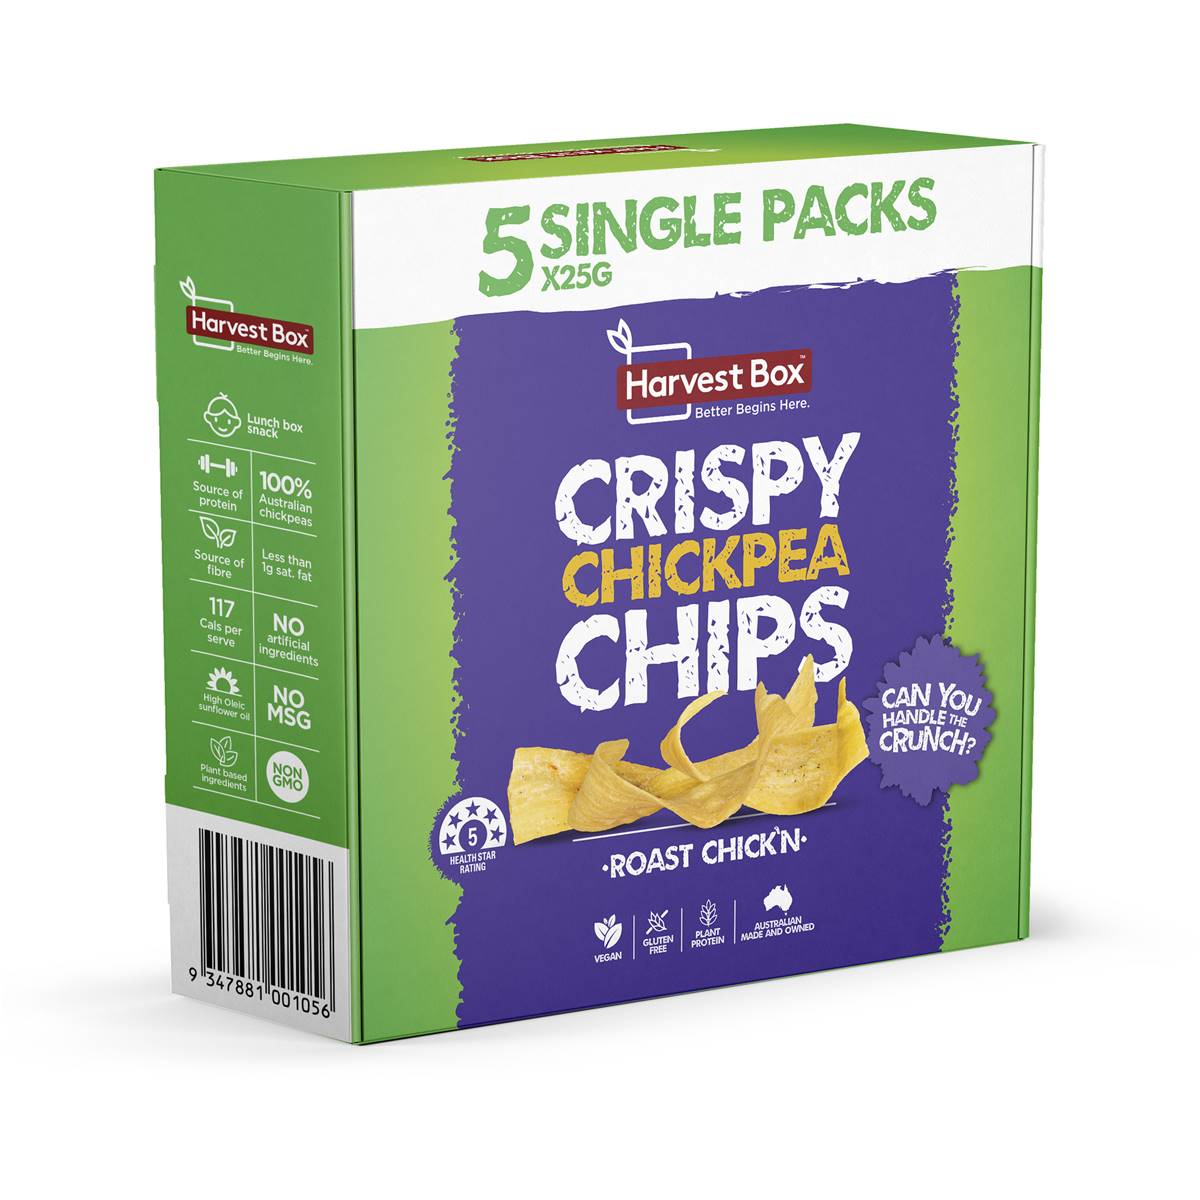 5 SINGLE PACKS
X25G
Harvest Box™
Better Begins Here.
CRISPY
CHICKPEA
CHIPS
CAN YOU
HANDLE THE
CRUNCH?
5
HEALTH STAR
RATING
·ROAST CHICK'N·
VEGAN
GLUTEN
FREE
PLANT
PROTEIN
AUSTRALIAN
MADE AND OWNED
Harvest Box™
Better Begins Here.
Lunch box
snack
Source of
protein
100%
Australian
chickpeas
Source of
fibre
Less than
1g sat. fat
117
Cals per
serve
NO
artificial
ingredients
High Oleic
sunflower oil
NO
MSG
Plant based
ingredients
NON
GMO
9 347881 001056